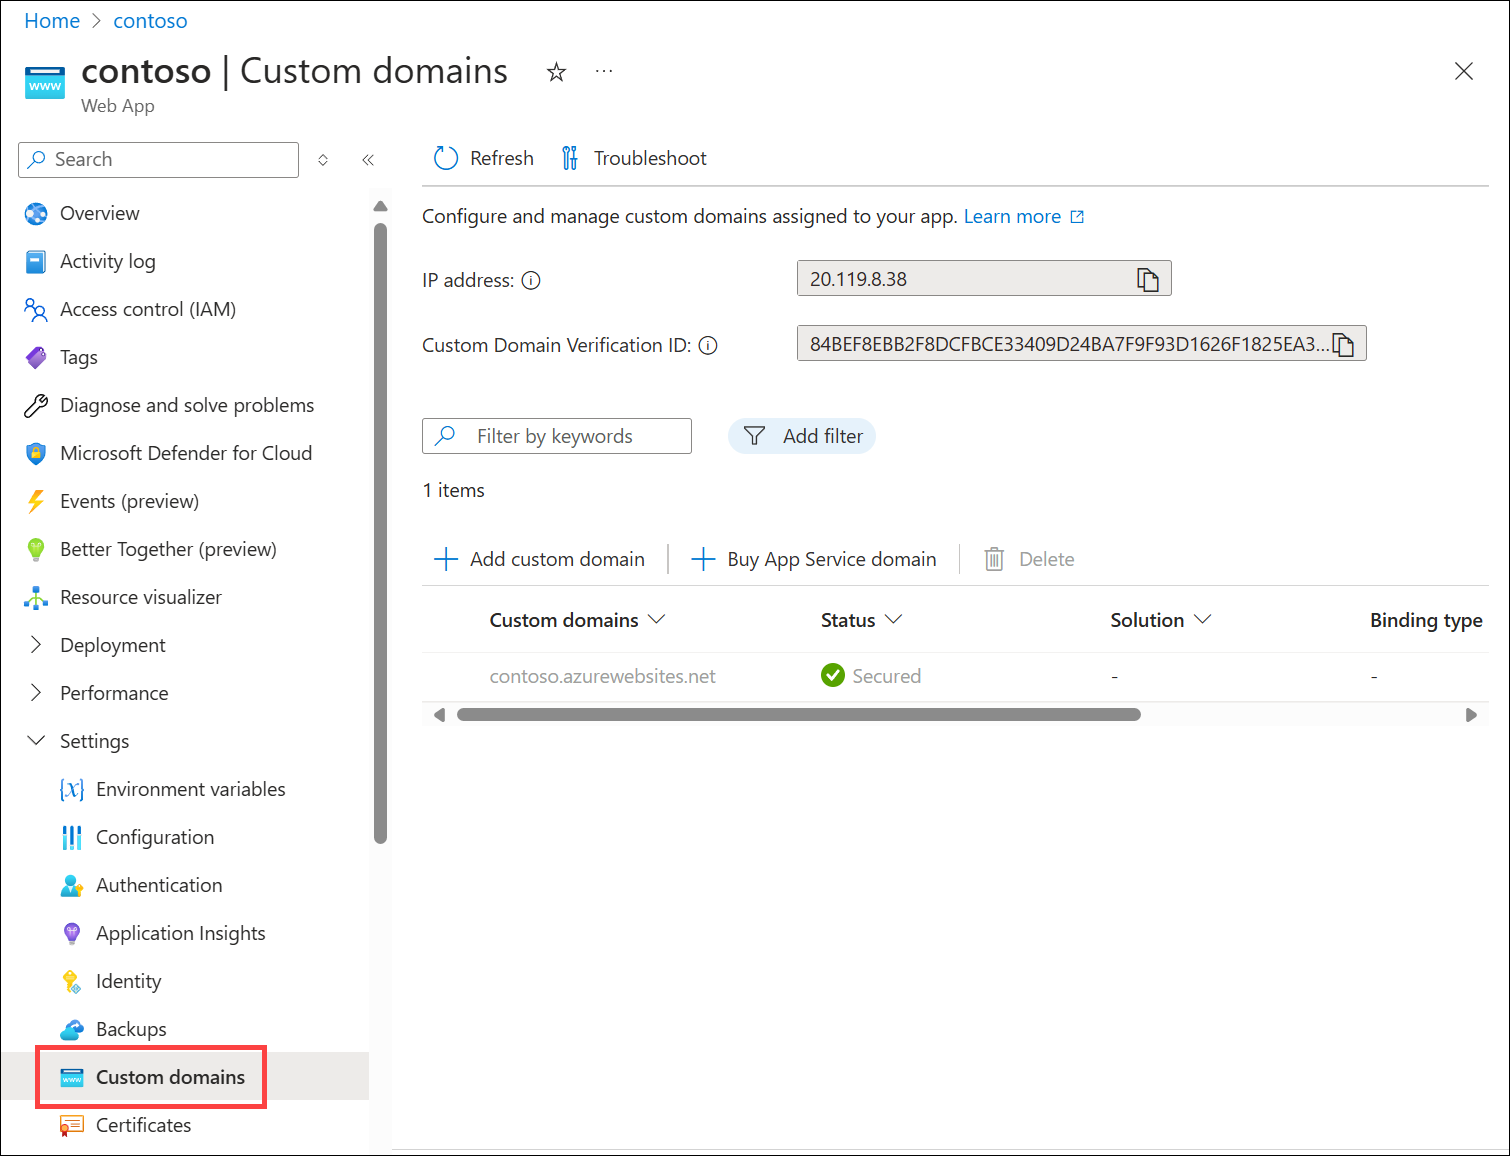 Home > contoso
contoso | Custom domains ☆ ···
Web App
Search
Overview
Activity log
Access control (IAM)
Tags
Diagnose and solve problems
Microsoft Defender for Cloud
Events (preview)
Better Together (preview)
Resource visualizer
Deployment
Performance
Settings
Environment variables
Configuration
Authentication
Application Insights
Identity
Backups
Custom domains
Certificates
Refresh Troubleshoot
Configure and manage custom domains assigned to your app. Learn more
IP address: 20.119.8.38
Custom Domain Verification ID: 84BEF8EBB2F8DCFBCE33409D24BA7F9F93D1626F1825EA3...
Filter by keywords Add filter
1 items
Add custom domain | Buy App Service domain | Delete
Custom domains Status Solution Binding type
contoso.azurewebsites.net Secured - -